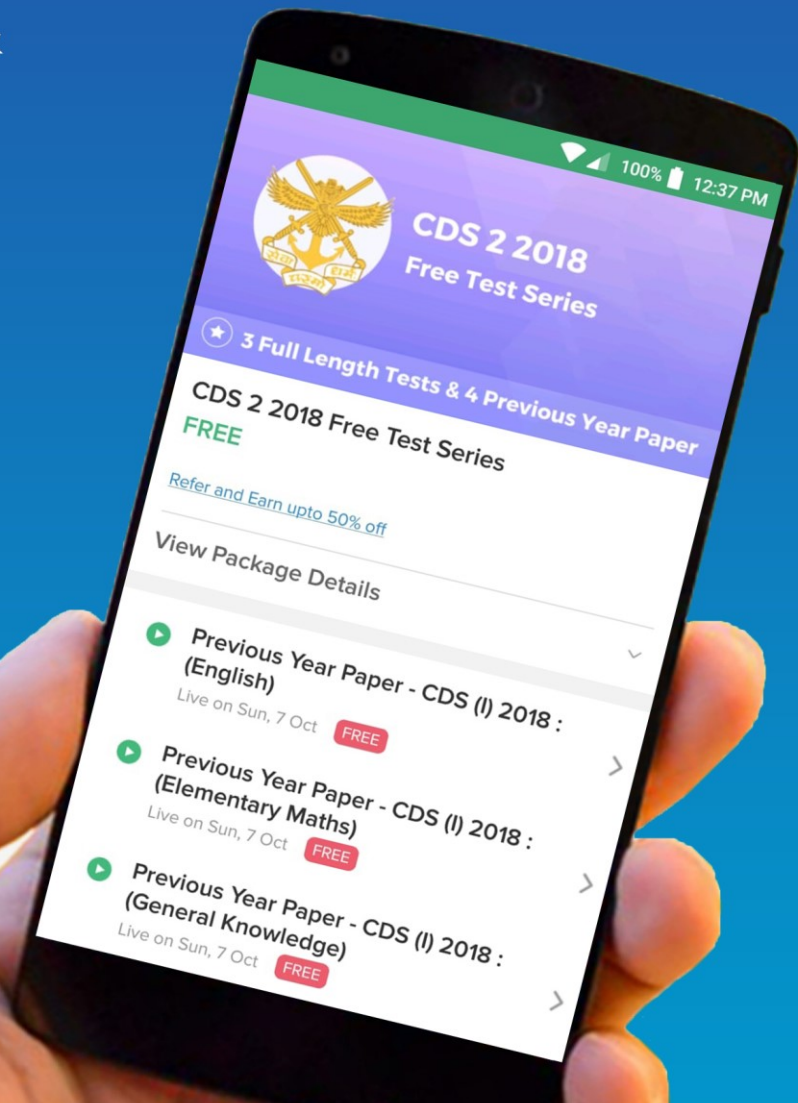 100% 12:37 PM
सेवा
परमो
धर्मः
CDS 2 2018
Free Test Series
3 Full Length Tests & 4 Previous Year Paper
CDS 2 2018 Free Test Series
FREE
Refer and Earn upto 50% off
View Package Details
Previous Year Paper - CDS (I) 2018 :
(English)
Live on Sun, 7 Oct FREE
Previous Year Paper - CDS (I) 2018 :
(Elementary Maths)
Live on Sun, 7 Oct FREE
Previous Year Paper - CDS (I) 2018 :
(General Knowledge)
Live on Sun, 7 Oct FREE